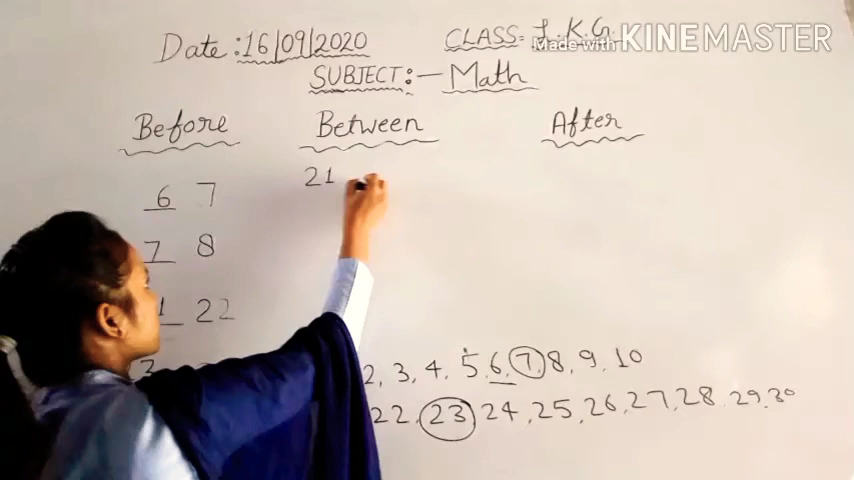 Date :16/09/2020 CLASS= L.K.G.
Made with KINEMASTER
SUBJECT:- Math
Before Between After
6 7 21
7 8
1 22
2, 3, 4, 5, 6, 7, 8, 9, 10
22, 23, 24, 25, 26, 27, 28, 29, 30